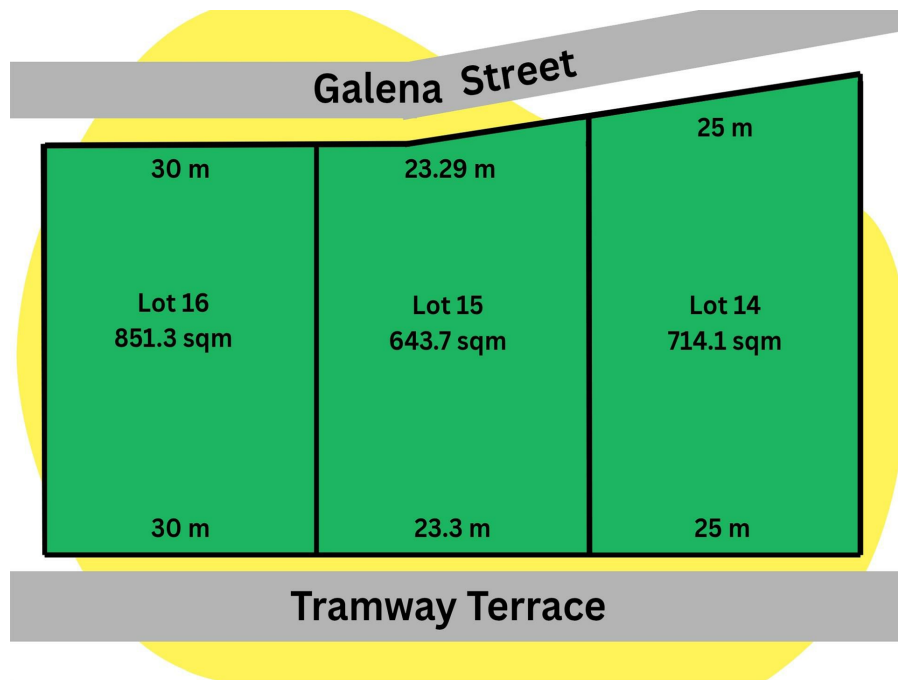 Galena Street
30 m
23.29 m
25 m
Lot 16
851.3 sqm
Lot 15
643.7 sqm
Lot 14
714.1 sqm
30 m
23.3 m
25 m
Tramway Terrace